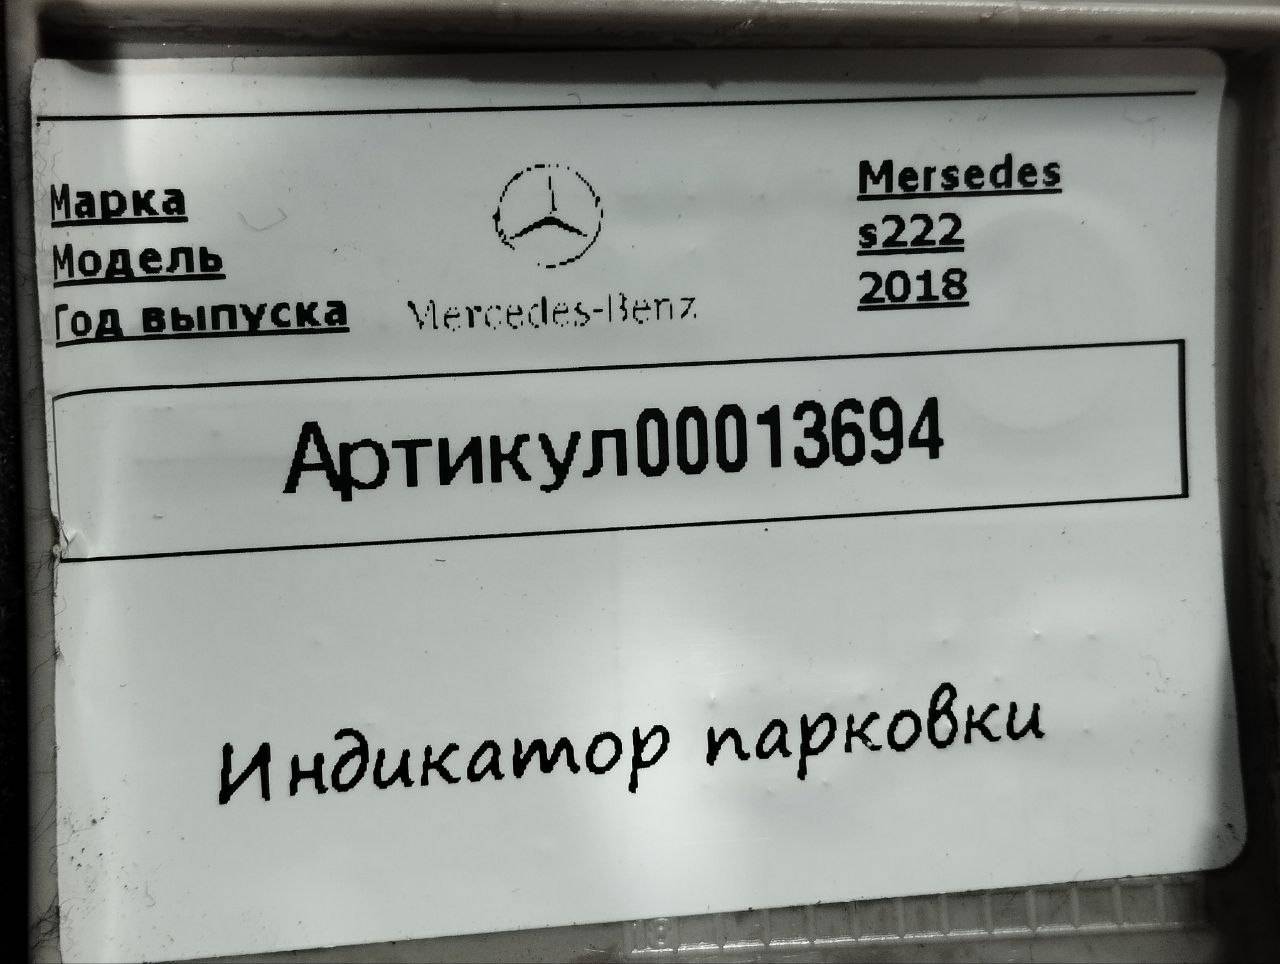 Марка Mersedes
Модель s222
Год выпуска Mercedes-Benz 2018
Артикул00013694
Индикатор парковки